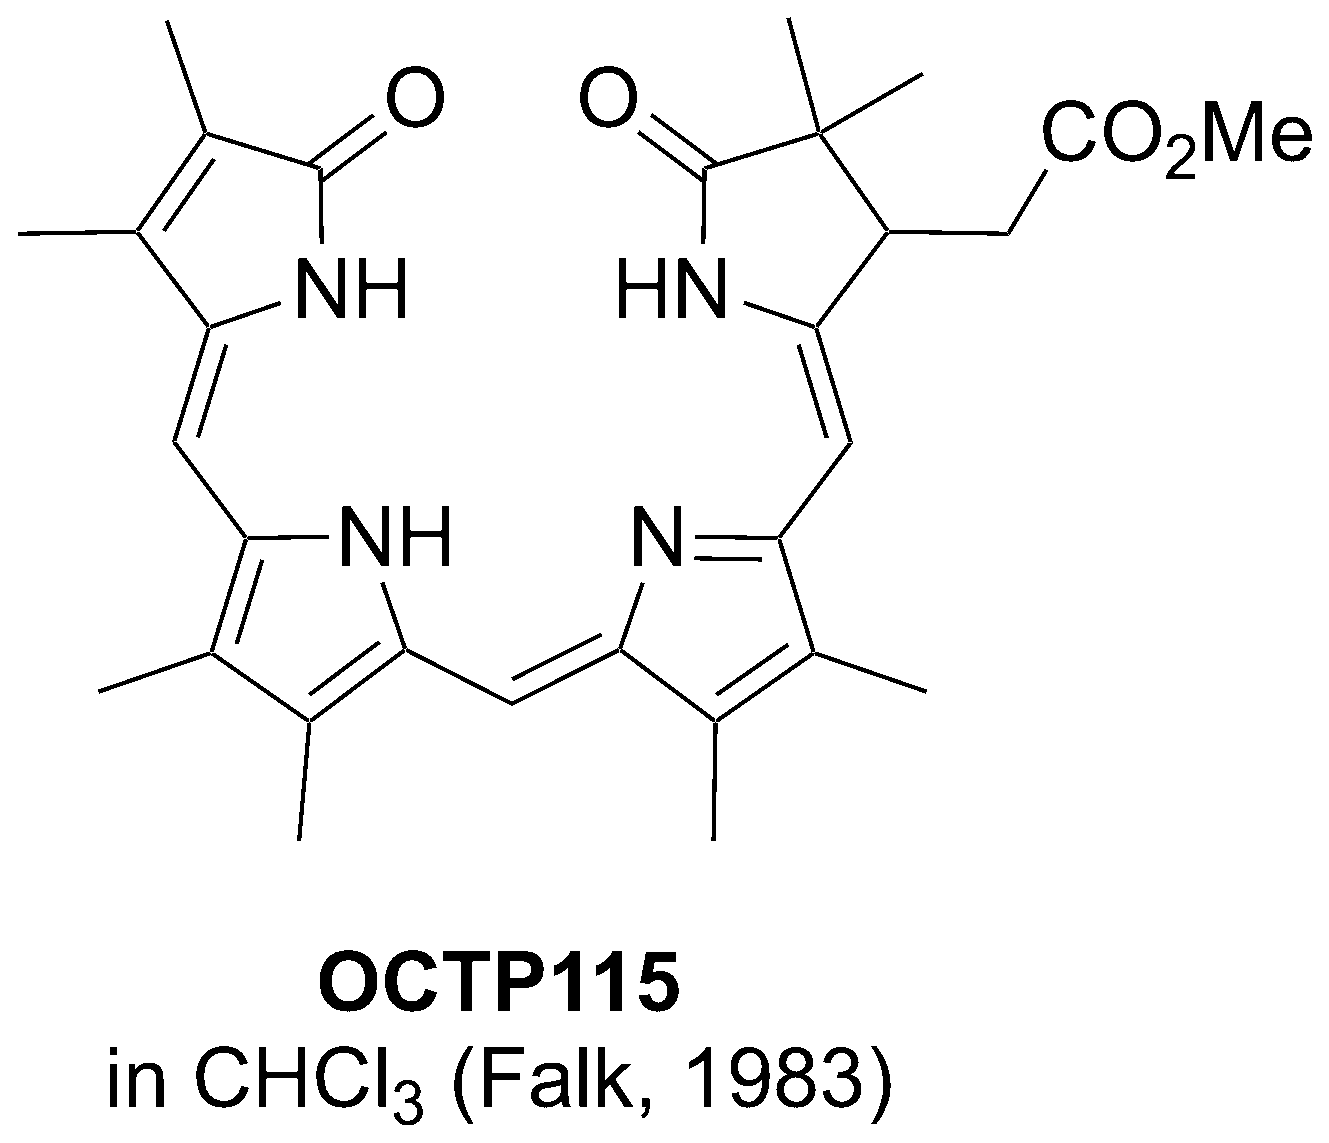 O O CO₂Me
NH HN
NH N
OCTP115
in CHCl₃ (Falk, 1983)